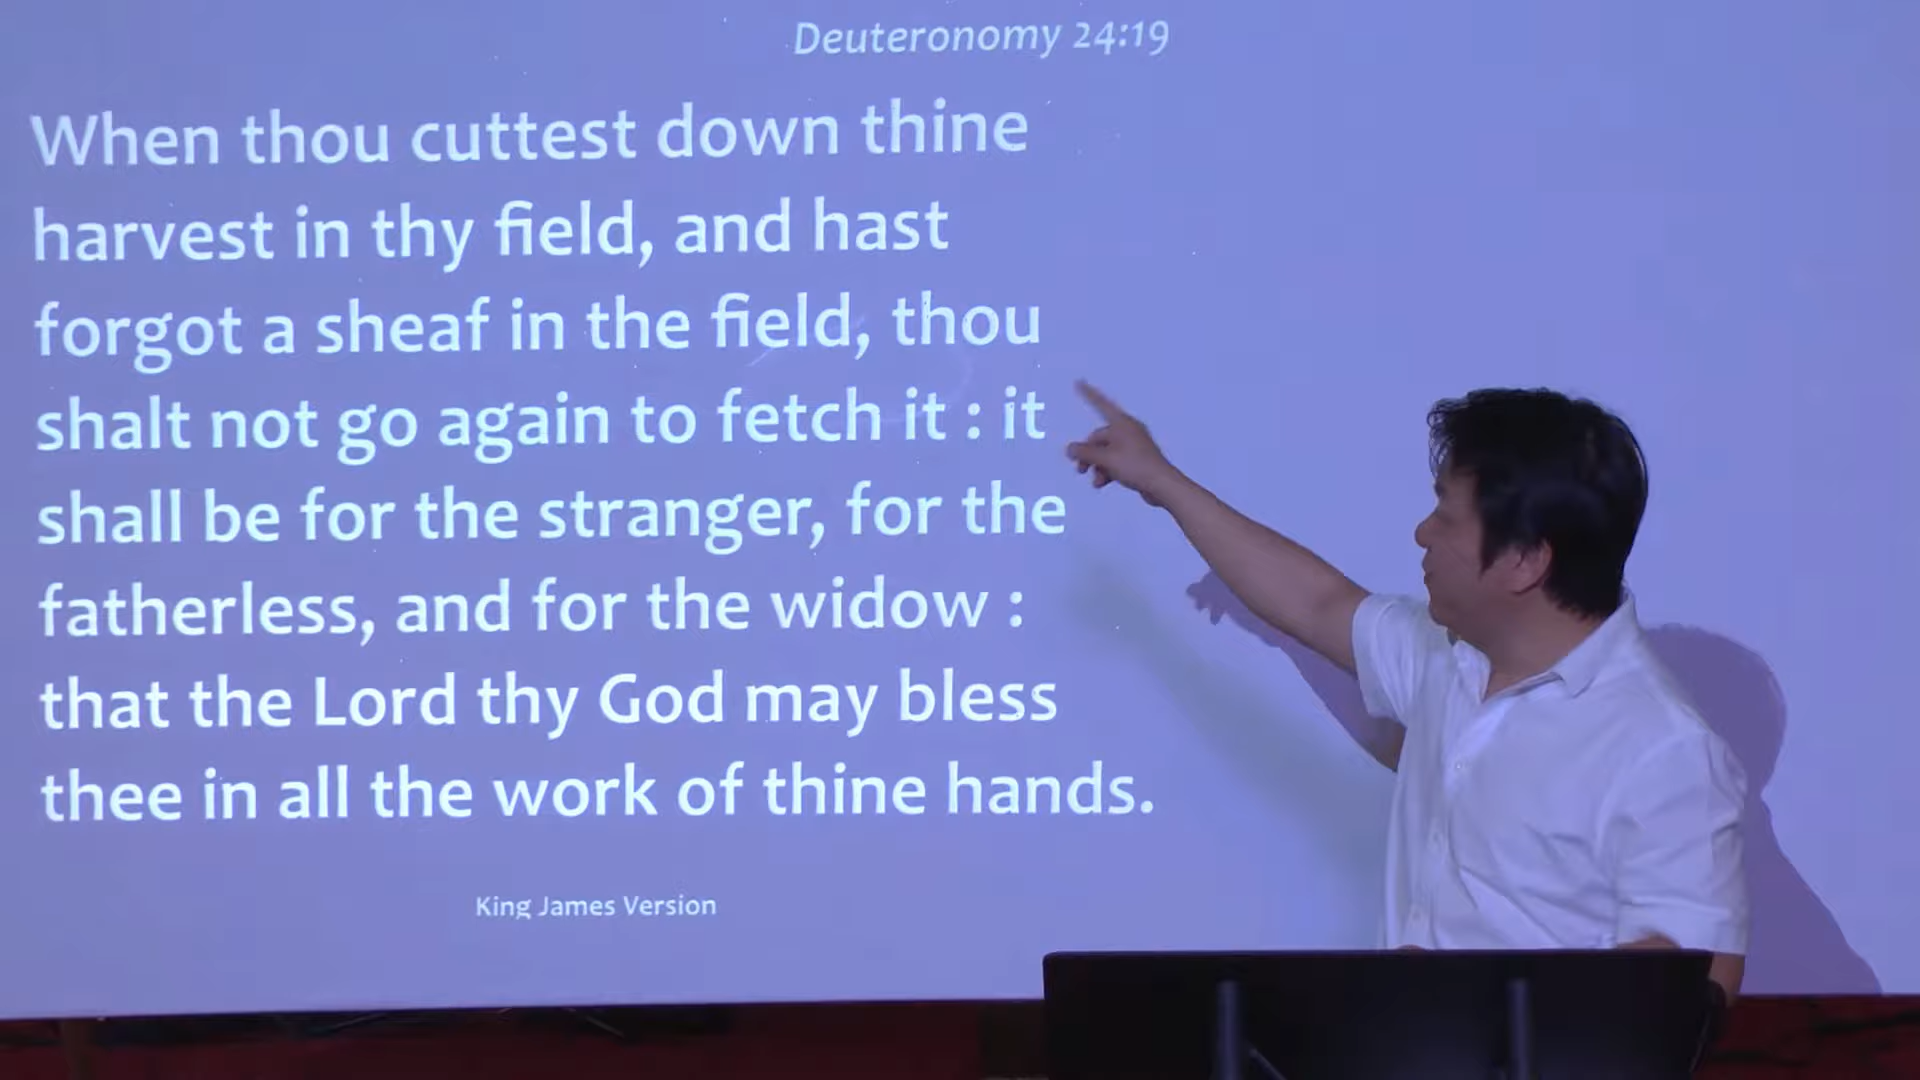 Deuteronomy 24:19
When thou cuttest down thine
harvest in thy field, and hast
forgot a sheaf in the field, thou
shalt not go again to fetch it : it
shall be for the stranger, for the
fatherless, and for the widow :
that the Lord thy God may bless
thee in all the work of thine hands.
King James Version